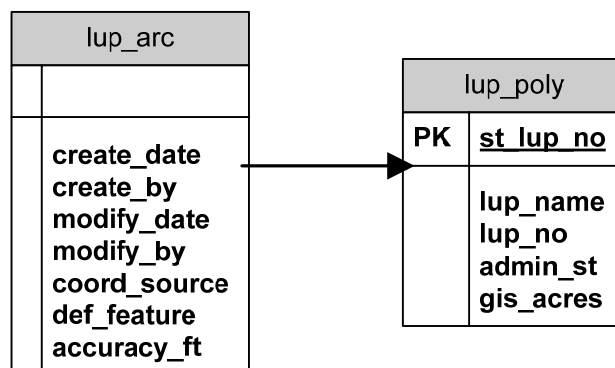 lup_arc
create_date
create_by
modify_date
modify_by
coord_source
def_feature
accuracy_ft
lup_poly
PK st_lup_no
lup_name
lup_no
admin_st
gis_acres